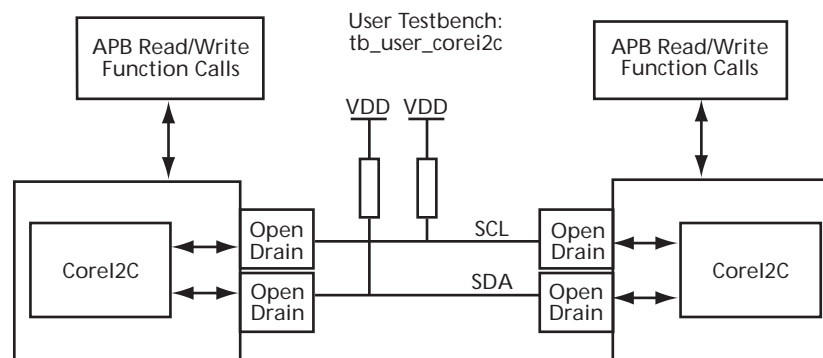 User Testbench:
tb_user_corei2c
APB Read/Write
Function Calls
APB Read/Write
Function Calls
VDD VDD
Open
Drain
SCL
Open
Drain
CoreI2C
CoreI2C
Open
Drain
SDA
Open
Drain